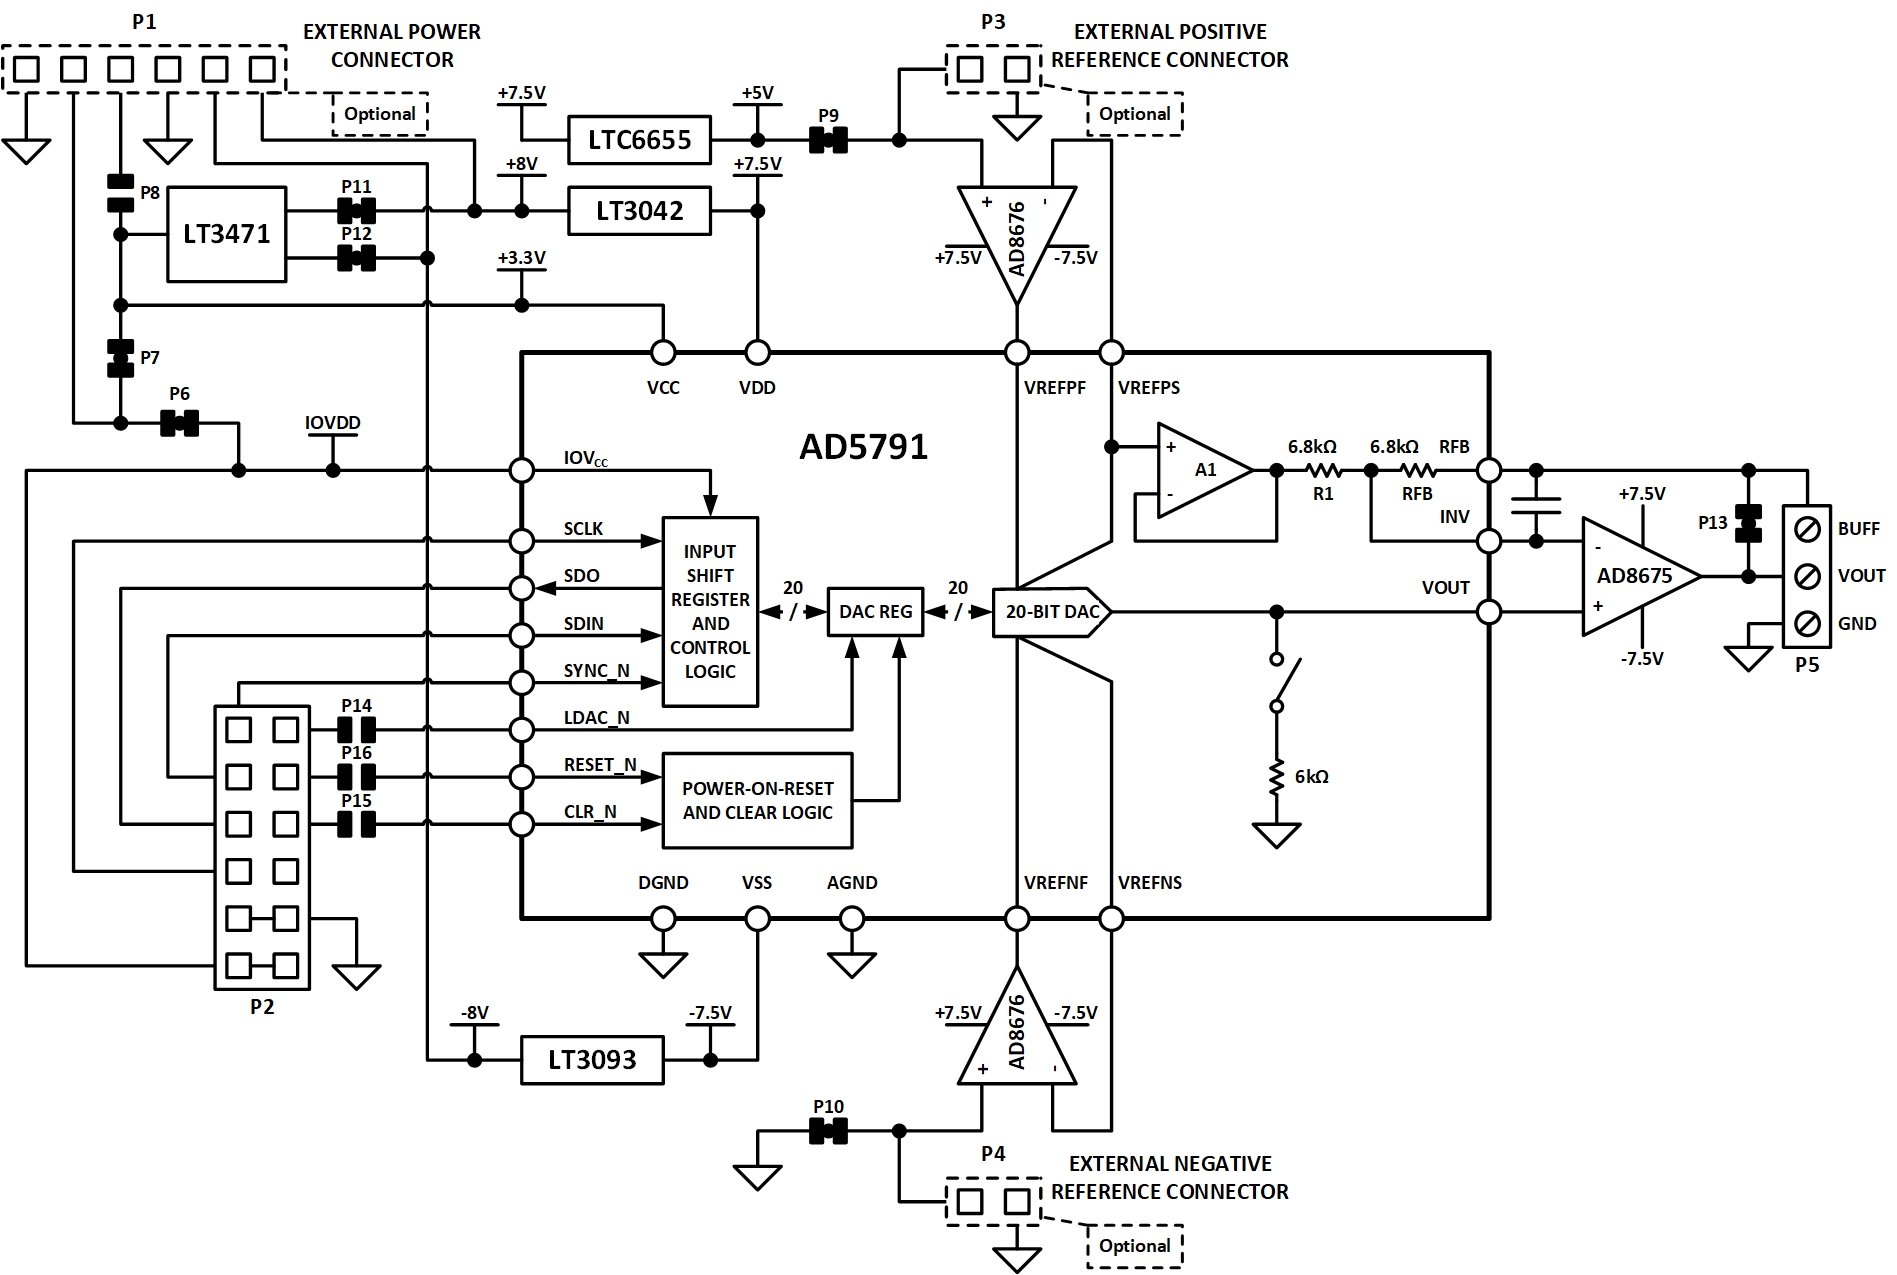 P1
EXTERNAL POWER
CONNECTOR
Optional
P3
EXTERNAL POSITIVE
REFERENCE CONNECTOR
Optional
+7.5V
LTC6655
+5V
P9
+8V
LT3042
+7.5V
P8
LT3471
P11
P12
+3.3V
+
-
AD8676
+7.5V
-7.5V
P7
P6
IOVDD
VCC
VDD
VREFPF
VREFPS
AD5791
IOVCC
SCLK
SDO
SDIN
SYNC_N
LDAC_N
RESET_N
CLR_N
INPUT
SHIFT
REGISTER
AND
CONTROL
LOGIC
20
/
DAC REG
20
/
20-BIT DAC
+
-
A1
6.8kΩ
R1
6.8kΩ
RFB
RFB
INV
VOUT
+7.5V
-
+
AD8675
-7.5V
P13
BUFF
VOUT
GND
P5
6kΩ
P14
P16
P15
P2
POWER-ON-RESET
AND CLEAR LOGIC
DGND
VSS
AGND
VREFNF
VREFNS
-8V
LT3093
-7.5V
+7.5V
-7.5V
AD8676
+
-
P10
P4
EXTERNAL NEGATIVE
REFERENCE CONNECTOR
Optional